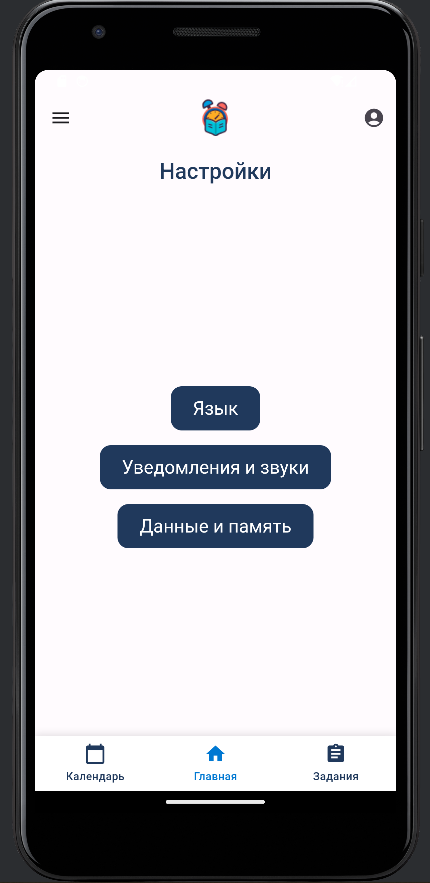 Настройки
Язык
Уведомления и звуки
Данные и память
Календарь
Главная
Задания